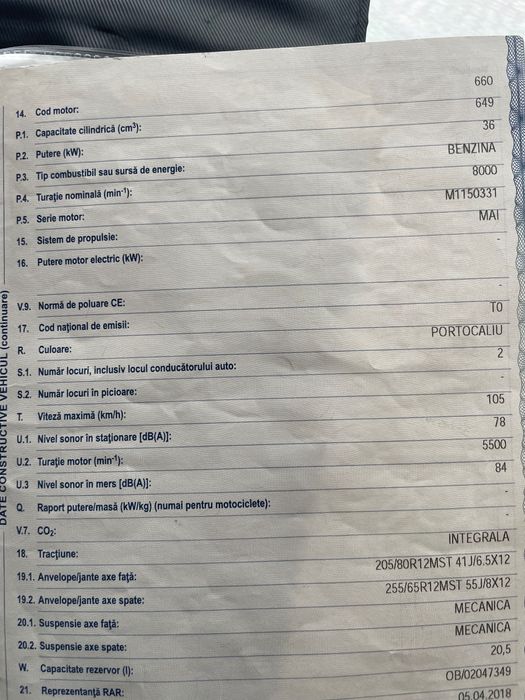 14. Cod motor: 660
P.1. Capacitate cilindrică (cm³): 649
P.2. Putere (kW): 36
P.3. Tip combustibil sau sursă de energie: BENZINA
P.4. Turaţie nominală (min⁻¹): 8000
P.5. Serie motor: M1150331
15. Sistem de propulsie: MAI
16. Putere motor electric (kW): -
V.9. Normă de poluare CE: -
17. Cod naţional de emisii: T0
R. Culoare: PORTOCALIU
S.1. Număr locuri, inclusiv locul conducătorului auto: 2
S.2. Număr locuri în picioare: -
T. Viteză maximă (km/h): 105
U.1. Nivel sonor în staţionare [dB(A)]: 78
U.2. Turaţie motor (min⁻¹): 5500
U.3 Nivel sonor în mers [dB(A)]: 84
Q. Raport putere/masă (kW/kg) (numai pentru motociclete): -
V.7. CO₂: -
18. Tracţiune: INTEGRALA
19.1. Anvelope/jante axe faţă: 205/80R12MST 41J/6.5X12
19.2. Anvelope/jante axe spate: 255/65R12MST 55J/8X12
20.1. Suspensie axe faţă: MECANICA
20.2. Suspensie axe spate: MECANICA
W. Capacitate rezervor (l): 20,5
21. Reprezentanţă RAR: OB/02047349
05.04.2018
DATE CONSTRUCTIVE VEHICUL (continuare)